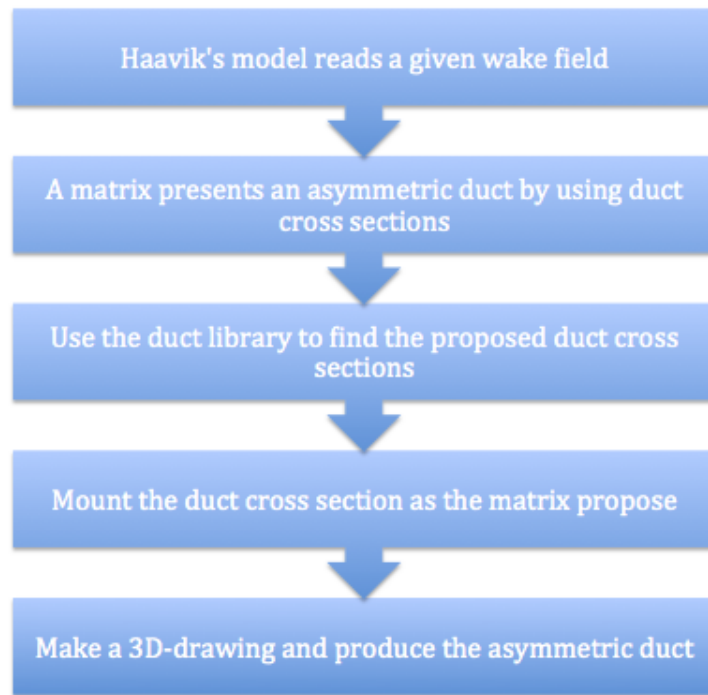 Haavik's model reads a given wake field
A matrix presents an asymmetric duct by using duct
cross sections
Use the duct library to find the proposed duct cross
sections
Mount the duct cross section as the matrix propose
Make a 3D-drawing and produce the asymmetric duct